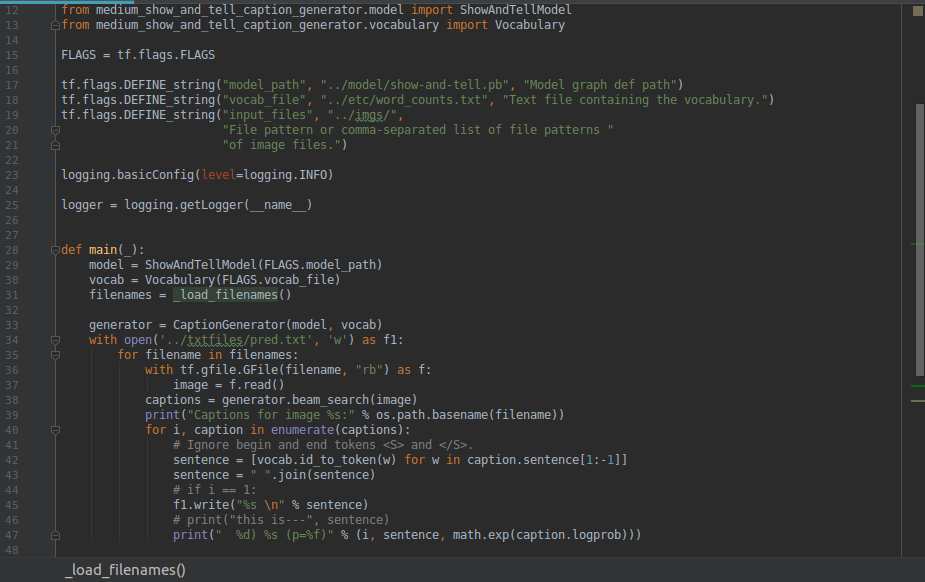 12 from medium_show_and_tell_caption_generator.model import ShowAndTellModel
13 from medium_show_and_tell_caption_generator.vocabulary import Vocabulary
14
15 FLAGS = tf.flags.FLAGS
16
17 tf.flags.DEFINE_string("model_path", "../model/show-and-tell.pb", "Model graph def path")
18 tf.flags.DEFINE_string("vocab_file", "../etc/word_counts.txt", "Text file containing the vocabulary.")
19 tf.flags.DEFINE_string("input_files", "../imgs/",
20                        "File pattern or comma-separated list of file patterns "
21                        "of image files.")
22
23 logging.basicConfig(level=logging.INFO)
24
25 logger = logging.getLogger(__name__)
26
27
28 def main(_):
29     model = ShowAndTellModel(FLAGS.model_path)
30     vocab = Vocabulary(FLAGS.vocab_file)
31     filenames = _load_filenames()
32
33     generator = CaptionGenerator(model, vocab)
34     with open('../txtfiles/pred.txt', 'w') as f1:
35         for filename in filenames:
36             with tf.gfile.GFile(filename, "rb") as f:
37                 image = f.read()
38             captions = generator.beam_search(image)
39             print("Captions for image %s:" % os.path.basename(filename))
40             for i, caption in enumerate(captions):
41                 # Ignore begin and end tokens <S> and </S>.
42                 sentence = [vocab.id_to_token(w) for w in caption.sentence[1:-1]]
43                 sentence = " ".join(sentence)
44                 # if i == 1:
45                 f1.write("%s \n" % sentence)
46                 # print("this is---", sentence)
47                 print("  %d) %s (p=%f)" % (i, sentence, math.exp(caption.logprob)))
48
_load_filenames()